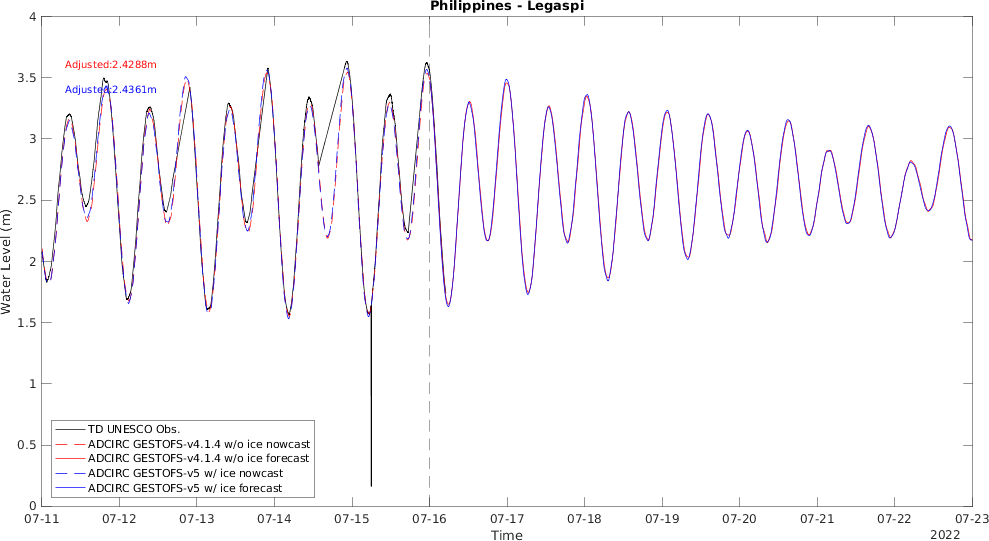 Philippines - Legaspi
4
3.5
3
2.5
2
1.5
1
0.5
0
Water Level (m)
Adjusted:2.4288m
Adjusted:2.4361m
TD UNESCO Obs.
ADCIRC GESTOFS-v4.1.4 w/o ice nowcast
ADCIRC GESTOFS-v4.1.4 w/o ice forecast
ADCIRC GESTOFS-v5 w/ ice nowcast
ADCIRC GESTOFS-v5 w/ ice forecast
07-11 07-12 07-13 07-14 07-15 07-16 07-17 07-18 07-19 07-20 07-21 07-22 07-23
Time
2022